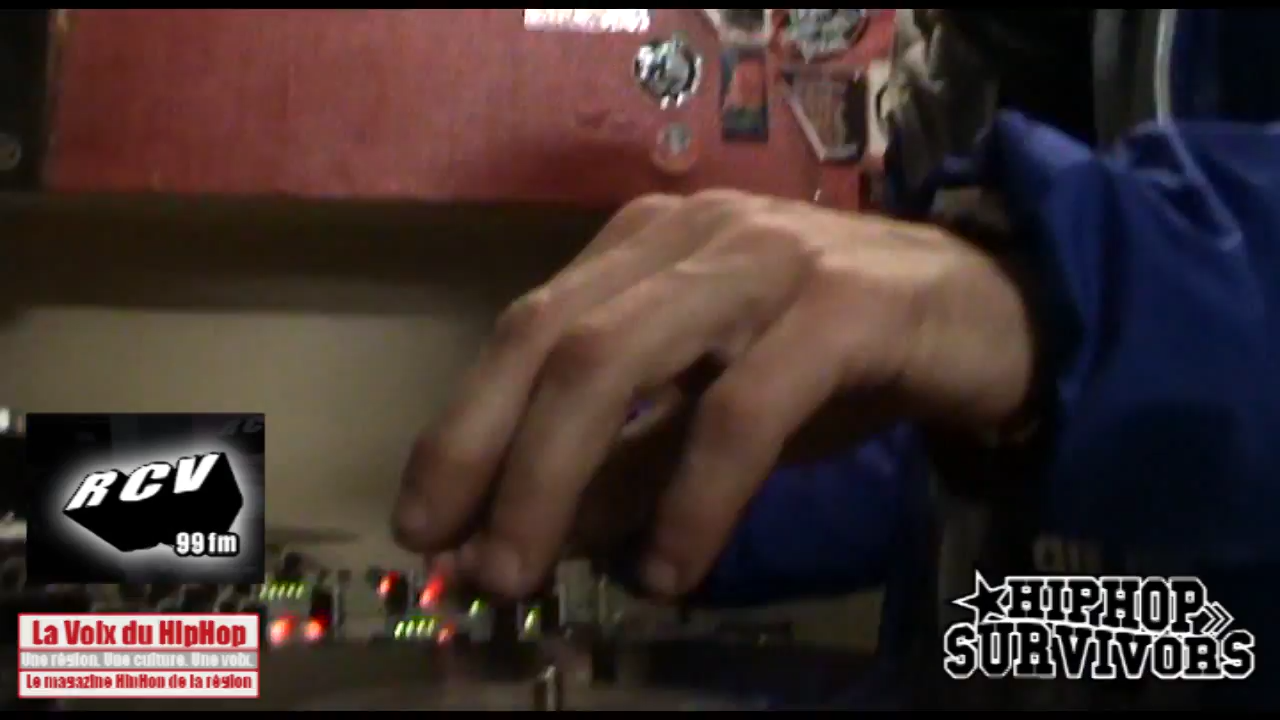 RCV
99 fm
La Voix du HipHop
Une région. Une culture. Une voix.
Le magazine HipHop de la région
HIPHOP
SURVIVORS